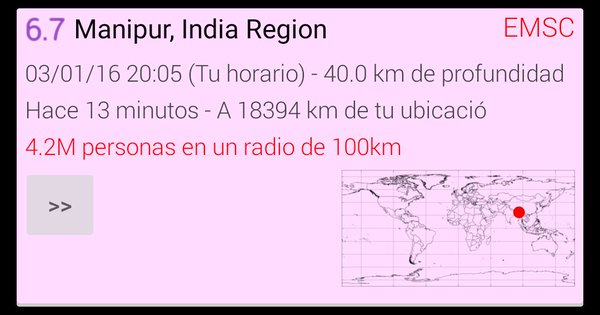 6.7 Manipur, India Region EMSC
03/01/16 20:05 (Tu horario) - 40.0 km de profundidad
Hace 13 minutos - A 18394 km de tu ubicació
4.2M personas en un radio de 100km
>>